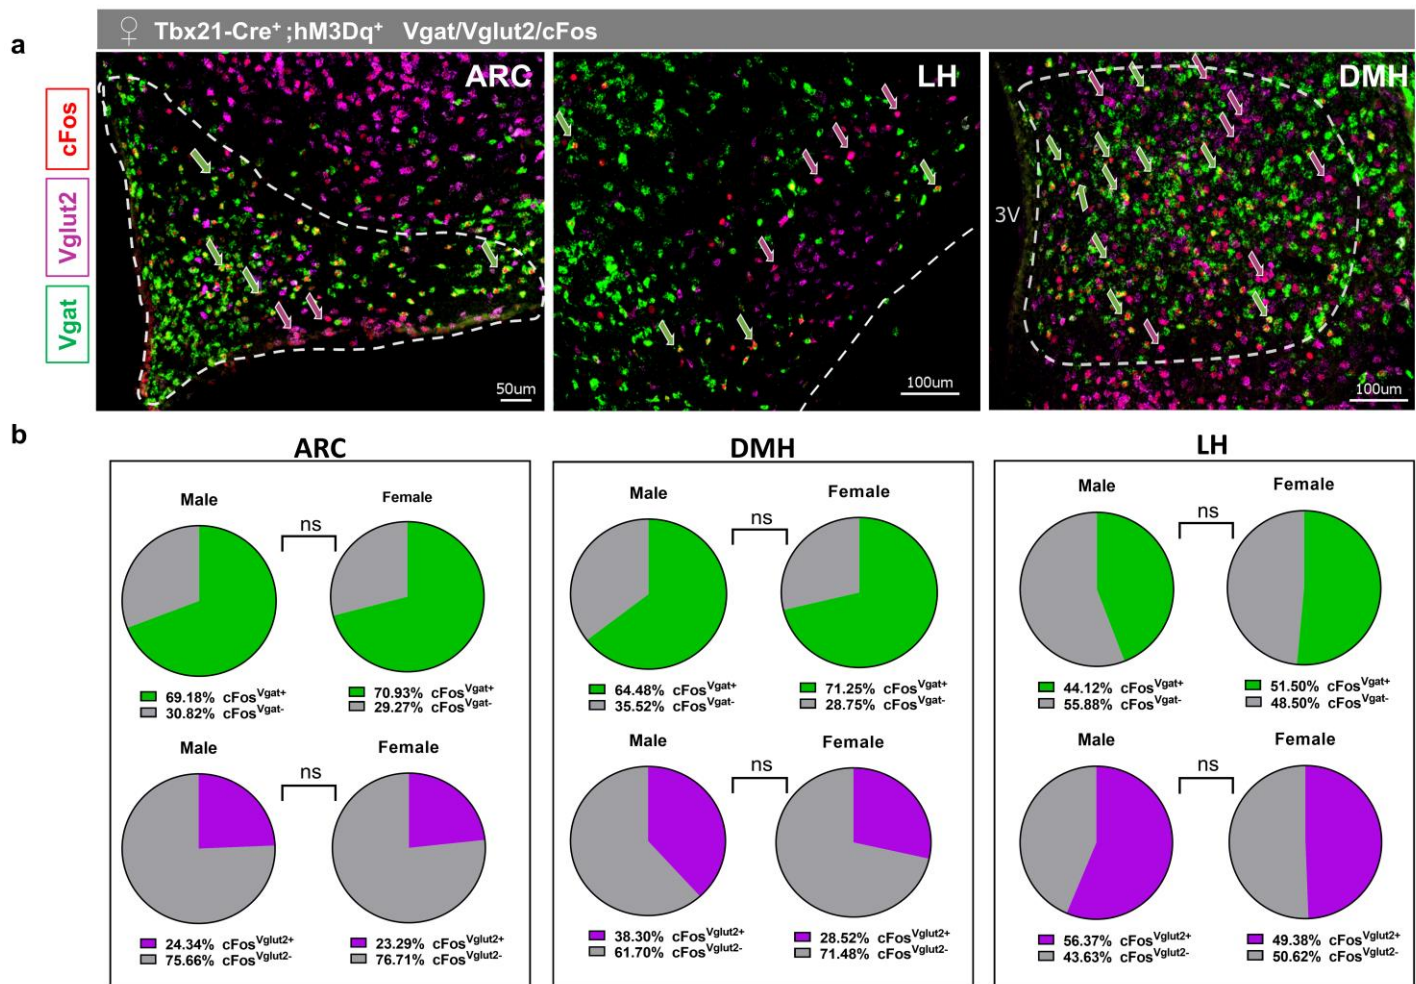 ♀ Tbx21-Cre⁺;hM3Dq⁺ Vgat/Vglut2/cFos
a
cFos
Vglut2
Vgat
ARC
50um
LH
100um
DMH
3V
100um
b
ARC
Male
Female
ns
69.18% cFosVgat+
30.82% cFosVgat-
70.93% cFosVgat+
29.27% cFosVgat-
Male
Female
ns
24.34% cFosVglut2+
75.66% cFosVglut2-
23.29% cFosVglut2+
76.71% cFosVglut2-
DMH
Male
Female
ns
64.48% cFosVgat+
35.52% cFosVgat-
71.25% cFosVgat+
28.75% cFosVgat-
Male
Female
ns
38.30% cFosVglut2+
61.70% cFosVglut2-
28.52% cFosVglut2+
71.48% cFosVglut2-
LH
Male
Female
ns
44.12% cFosVgat+
55.88% cFosVgat-
51.50% cFosVgat+
48.50% cFosVgat-
Male
Female
ns
56.37% cFosVglut2+
43.63% cFosVglut2-
49.38% cFosVglut2+
50.62% cFosVglut2-